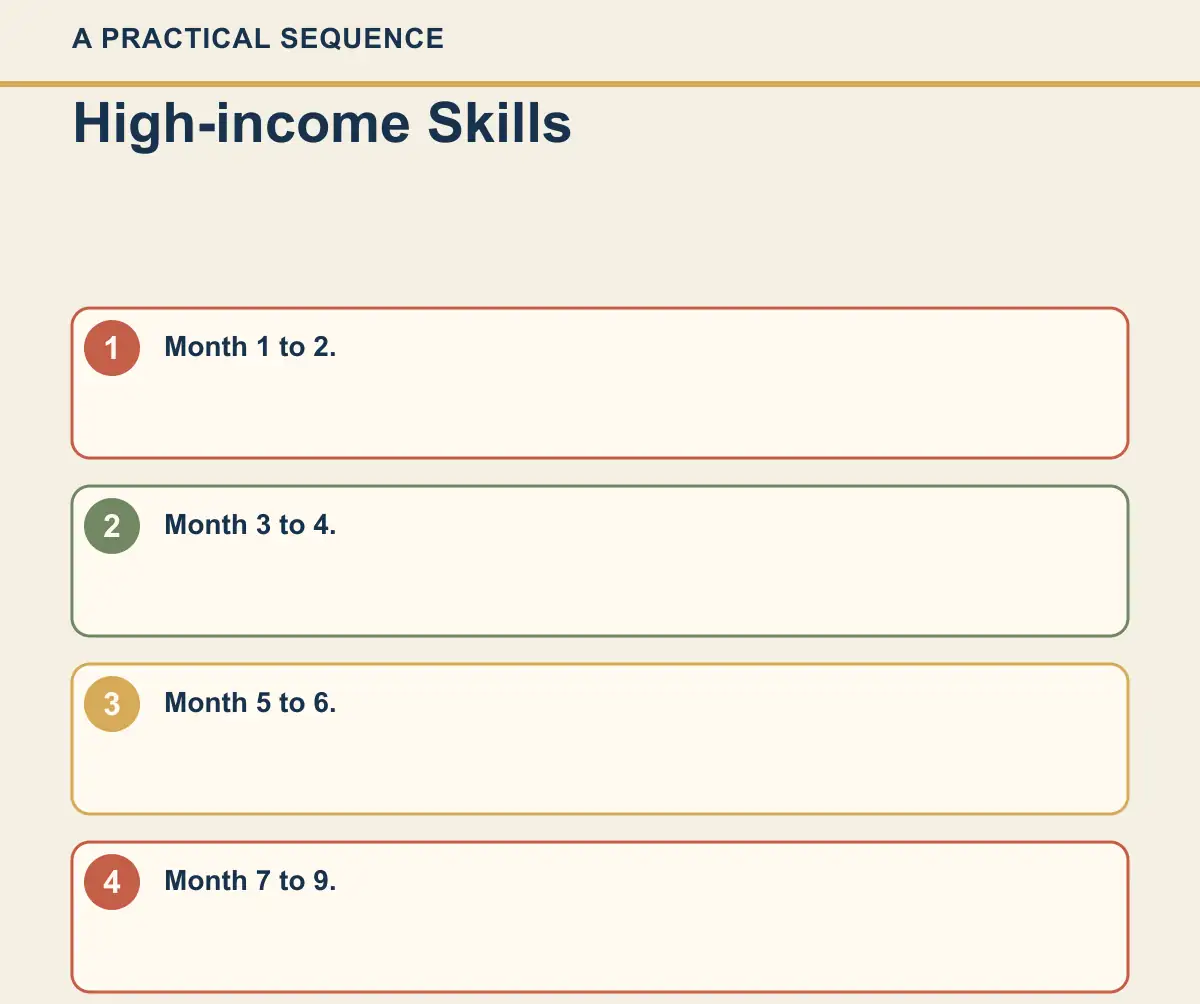 A PRACTICAL SEQUENCE
High-income Skills
1 Month 1 to 2.
2 Month 3 to 4.
3 Month 5 to 6.
4 Month 7 to 9.